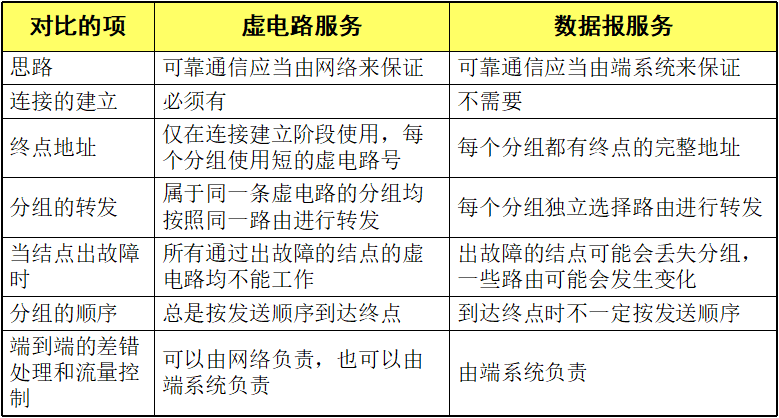 对比的项 虚电路服务 数据报服务
思路 可靠通信应当由网络来保证 可靠通信应当由端系统来保证
连接的建立 必须有 不需要
终点地址 仅在连接建立阶段使用，每
个分组使用短的虚电路号 每个分组都有终点的完整地址
分组的转发 属于同一条虚电路的分组均
按照同一路由进行转发 每个分组独立选择路由进行转发
当结点出故障
时 所有通过出故障的结点的虚
电路均不能工作 出故障的结点可能会丢失分组，
一些路由可能会发生变化
分组的顺序 总是按发送顺序到达终点 到达终点时不一定按发送顺序
端到端的差错
处理和流量控
制 可以由网络负责，也可以由
端系统负责 由端系统负责